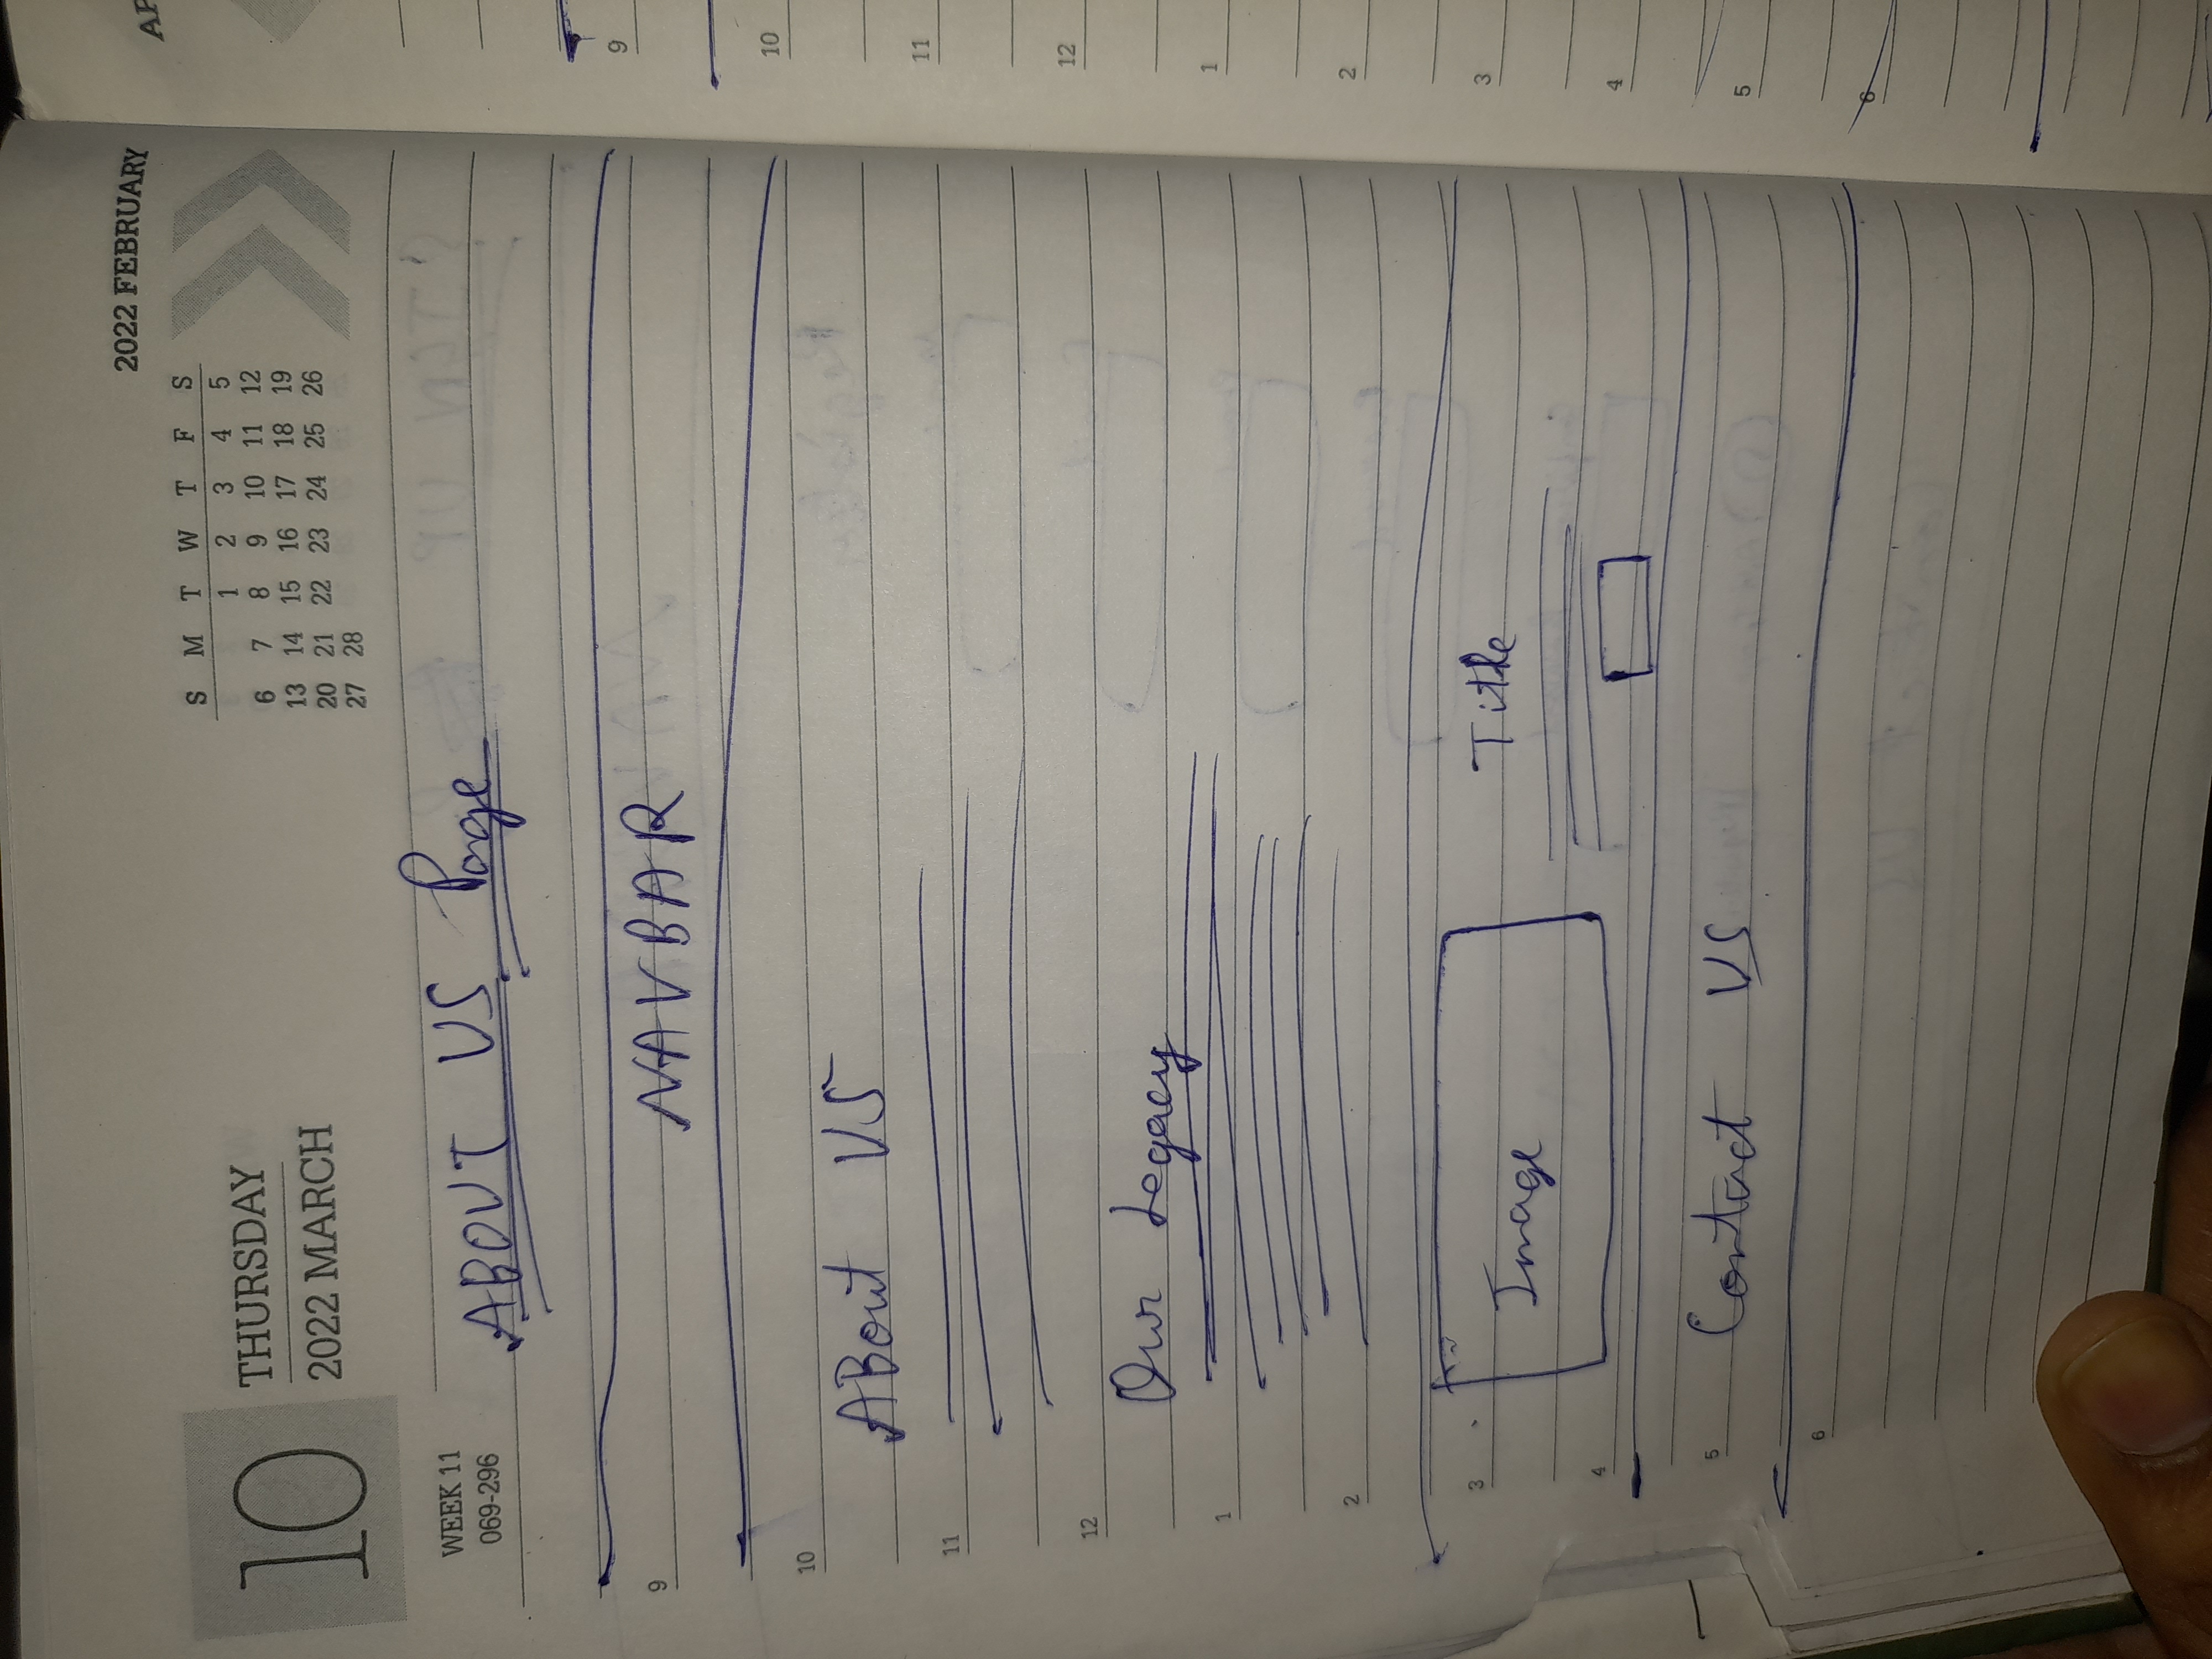 2022 FEBRUARY
S M T W T F S
1 2 3 4 5
6 7 8 9 10 11 12
13 14 15 16 17 18 19
20 21 22 23 24 25 26
27 28
10
THURSDAY
2022 MARCH
WEEK 11
069-296
ABOUT US Page
9
NAVBAR
10
ABout US
11
12
Our Legacy
1
2
3
Image
Title
4
5
Contact US
6
9
10
11
12
1
2
3
4
5
6